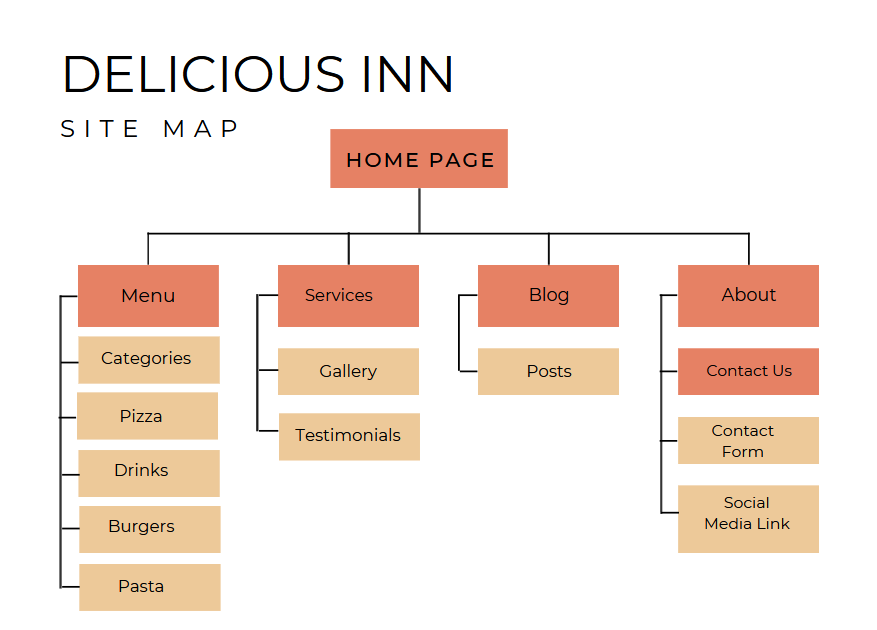 DELICIOUS INN
SITE MAP
HOME PAGE
Menu
Categories
Pizza
Drinks
Burgers
Pasta
Services
Gallery
Testimonials
Blog
Posts
About
Contact Us
Contact
Form
Social
Media Link